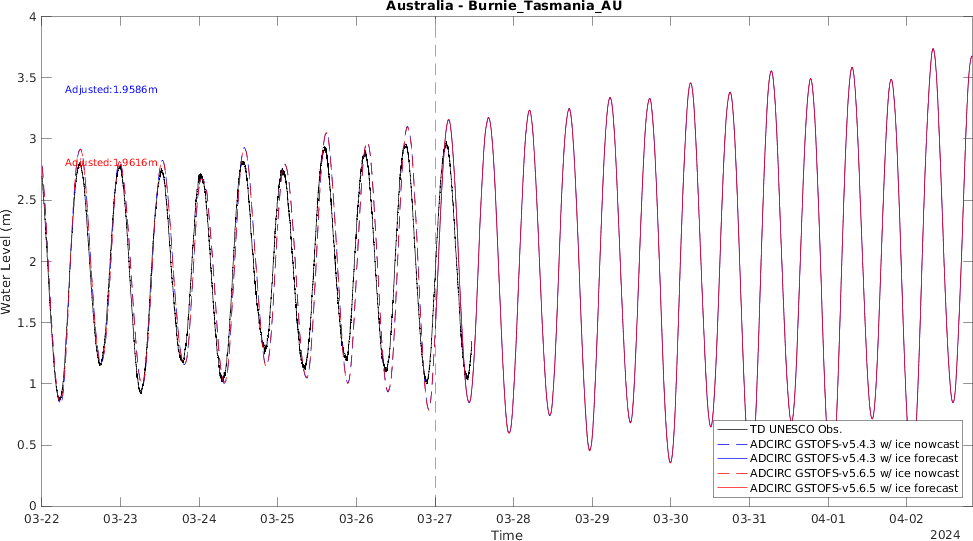 Australia - Burnie_Tasmania_AU
Water Level (m)
4
3.5
3
2.5
2
1.5
1
0.5
0
Adjusted:1.9586m
Adjusted:1.9616m
TD UNESCO Obs.
ADCIRC GSTOFS-v5.4.3 w/ ice nowcast
ADCIRC GSTOFS-v5.4.3 w/ ice forecast
ADCIRC GSTOFS-v5.6.5 w/ ice nowcast
ADCIRC GSTOFS-v5.6.5 w/ ice forecast
03-22 03-23 03-24 03-25 03-26 03-27 03-28 03-29 03-30 03-31 04-01 04-02
Time
2024